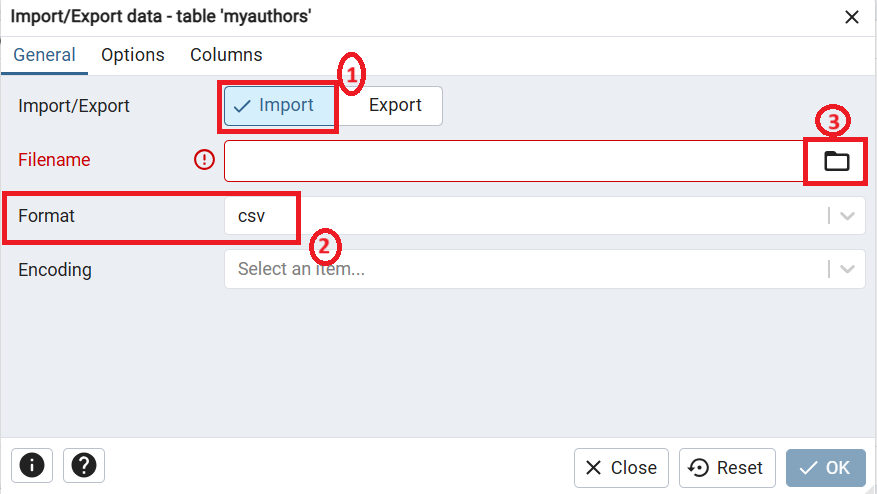 Import/Export data - table 'myauthors'
General Options Columns
1
Import/Export Import Export
3
Filename
Format csv
2
Encoding Select an item...
Close Reset OK